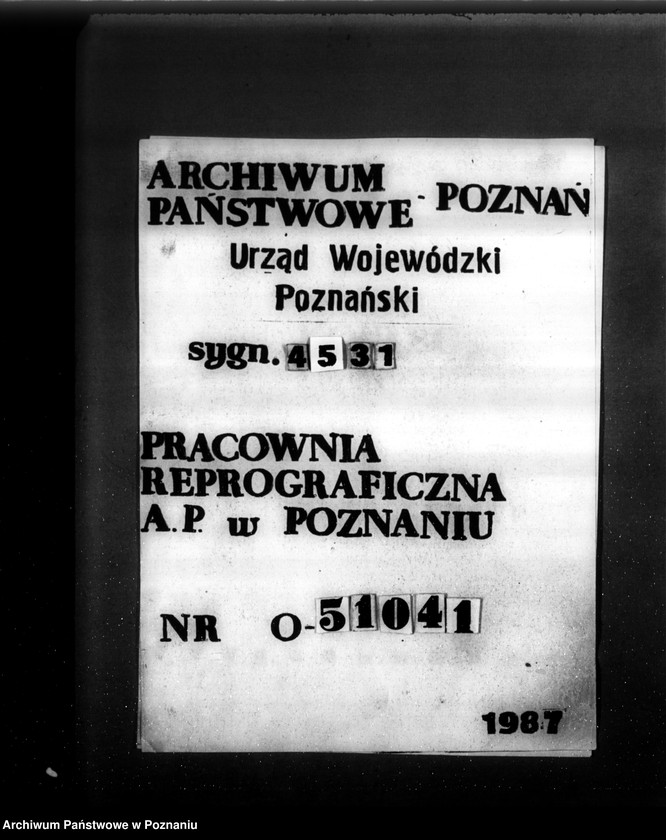 ARCHIWUM
PAŃSTWOWE - POZNAŃ
Urząd Wojewódzki
Poznański
sygn. 4531
PRACOWNIA
REPROGRAFICZNA
A.P. w POZNANIU
NR O-51041
1987
Archiwum Państwowe w Poznaniu